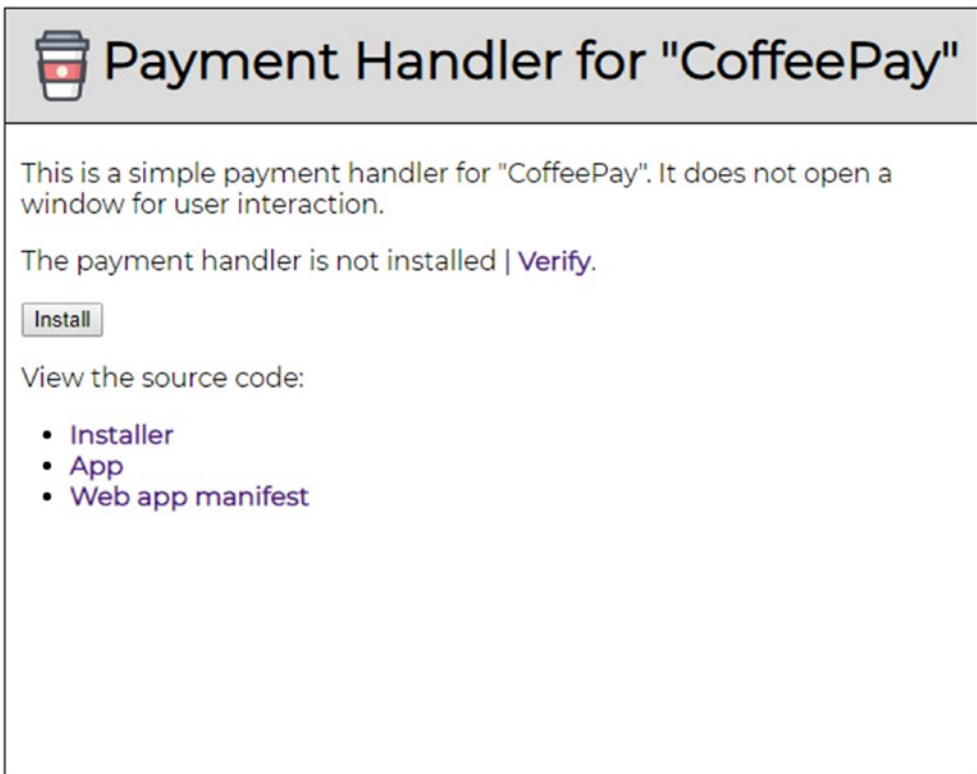 Payment Handler for "CoffeePay"
This is a simple payment handler for "CoffeePay". It does not open a
window for user interaction.
The payment handler is not installed | Verify.
Install
View the source code:
• Installer
• App
• Web app manifest